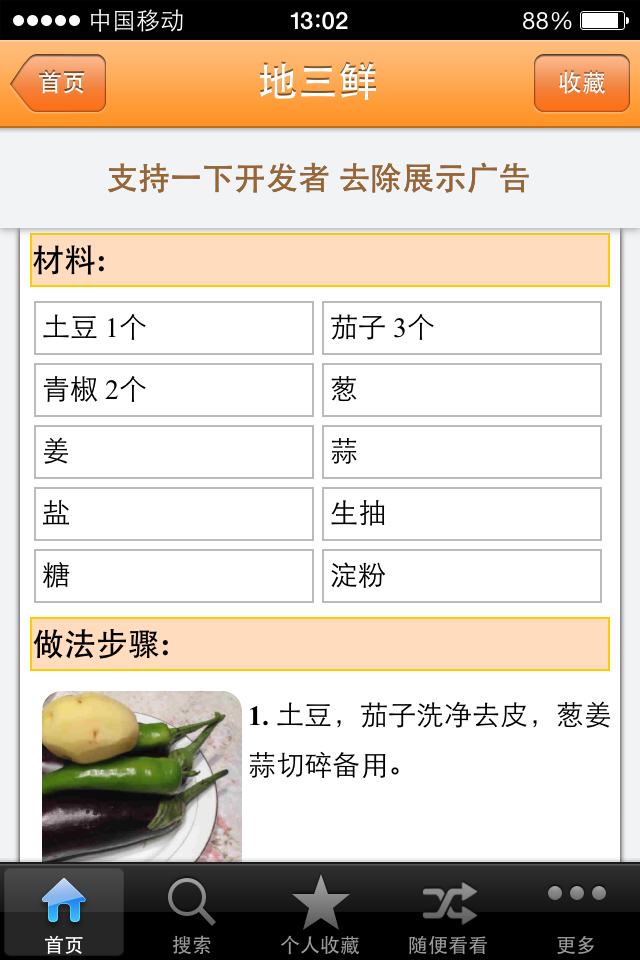 中国移动 13:02 88%
首页 地三鲜 收藏
支持一下开发者 去除展示广告
材料:
土豆 1个 茄子 3个
青椒 2个 葱
姜 蒜
盐 生抽
糖 淀粉
做法步骤:
1. 土豆，茄子洗净去皮，葱姜
蒜切碎备用。
首页 搜索 个人收藏 随便看看 更多